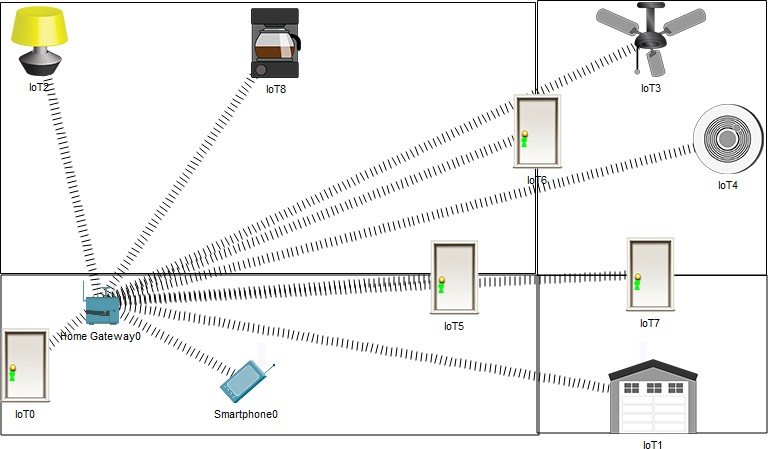 IoT2
IoT8
IoT3
IoT6
IoT4
Home Gateway0
IoT5
IoT7
IoT0
Smartphone0
IoT1